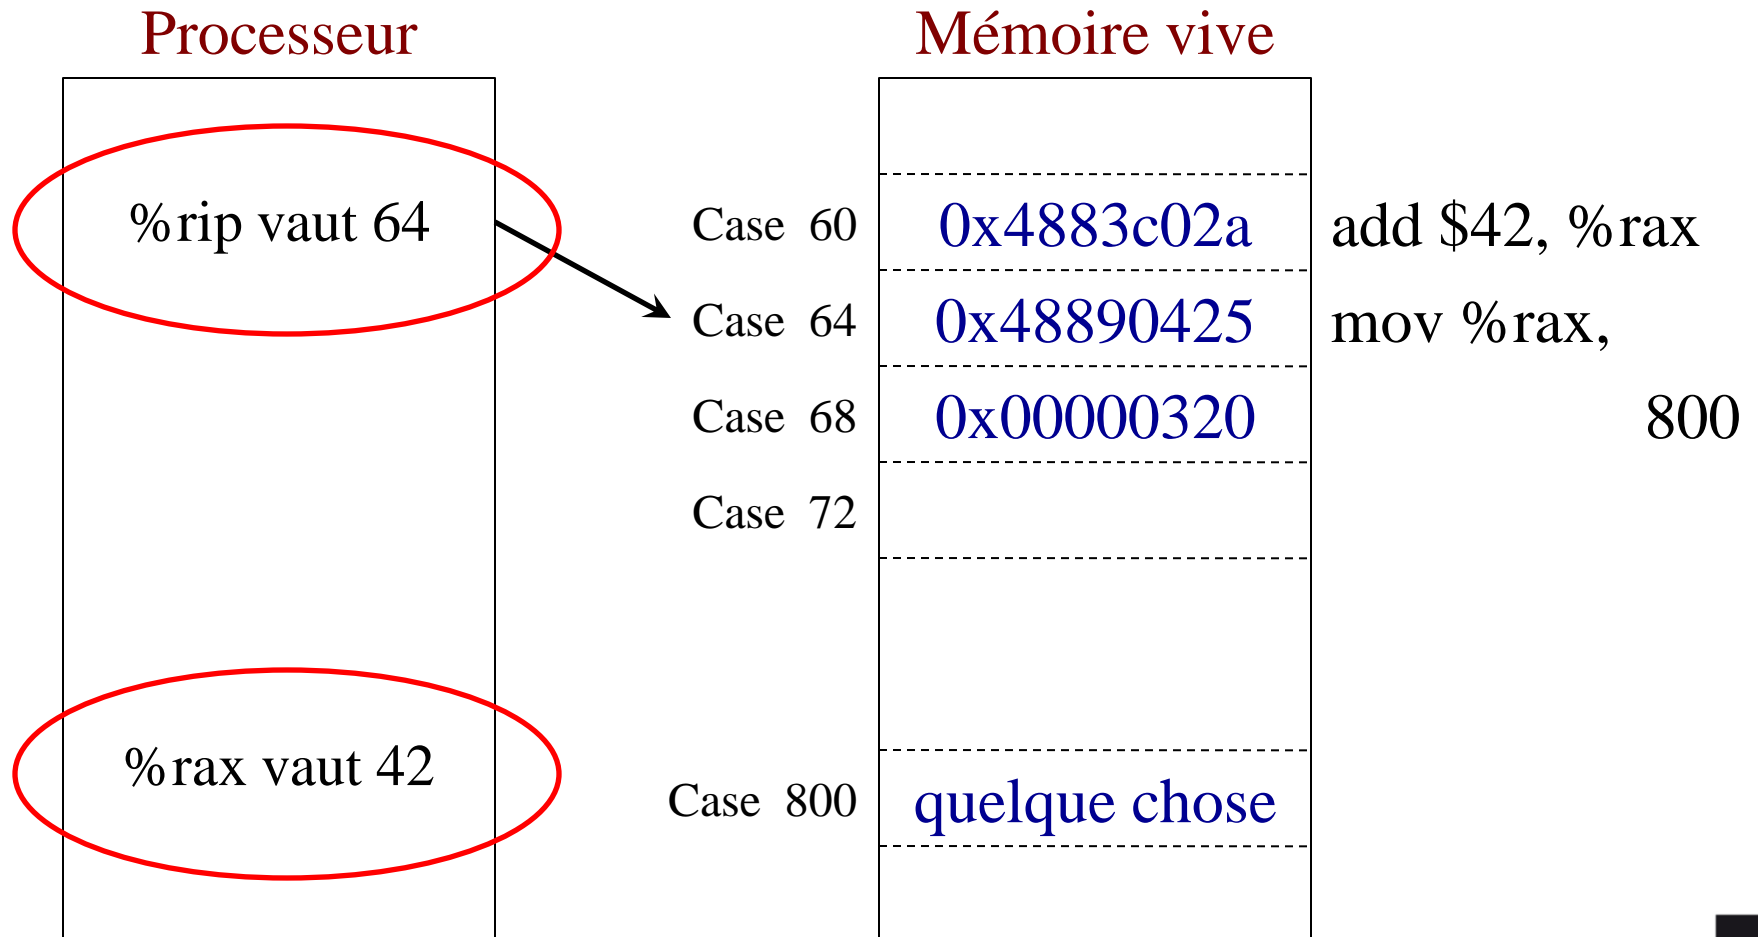 Processeur
Mémoire vive
%rip vaut 64
Case 60
0x4883c02a
add $42, %rax
Case 64
0x48890425
mov %rax,
Case 68
0x00000320
800
Case 72
%rax vaut 42
Case 800
quelque chose